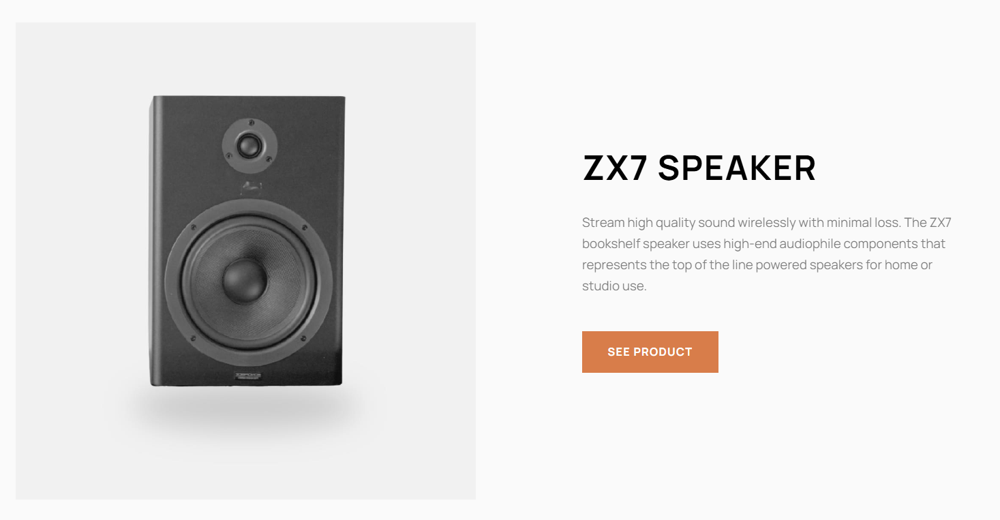 ZX7 SPEAKER
Stream high quality sound wirelessly with minimal loss. The ZX7
bookshelf speaker uses high-end audiophile components that
represents the top of the line powered speakers for home or
studio use.
SEE PRODUCT